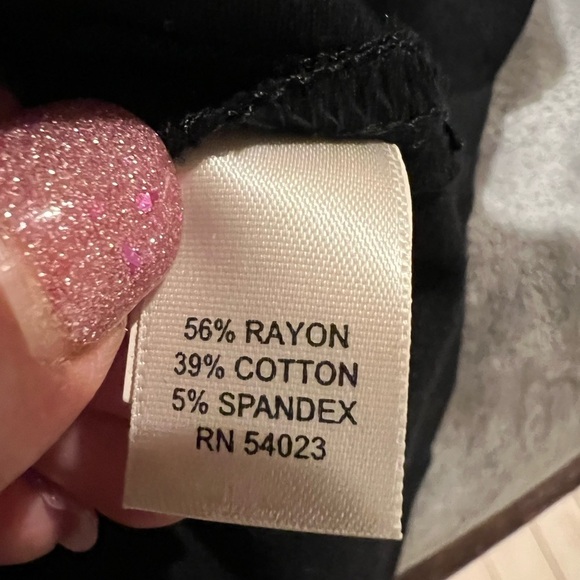 56% RAYON
39% COTTON
5% SPANDEX
RN 54023